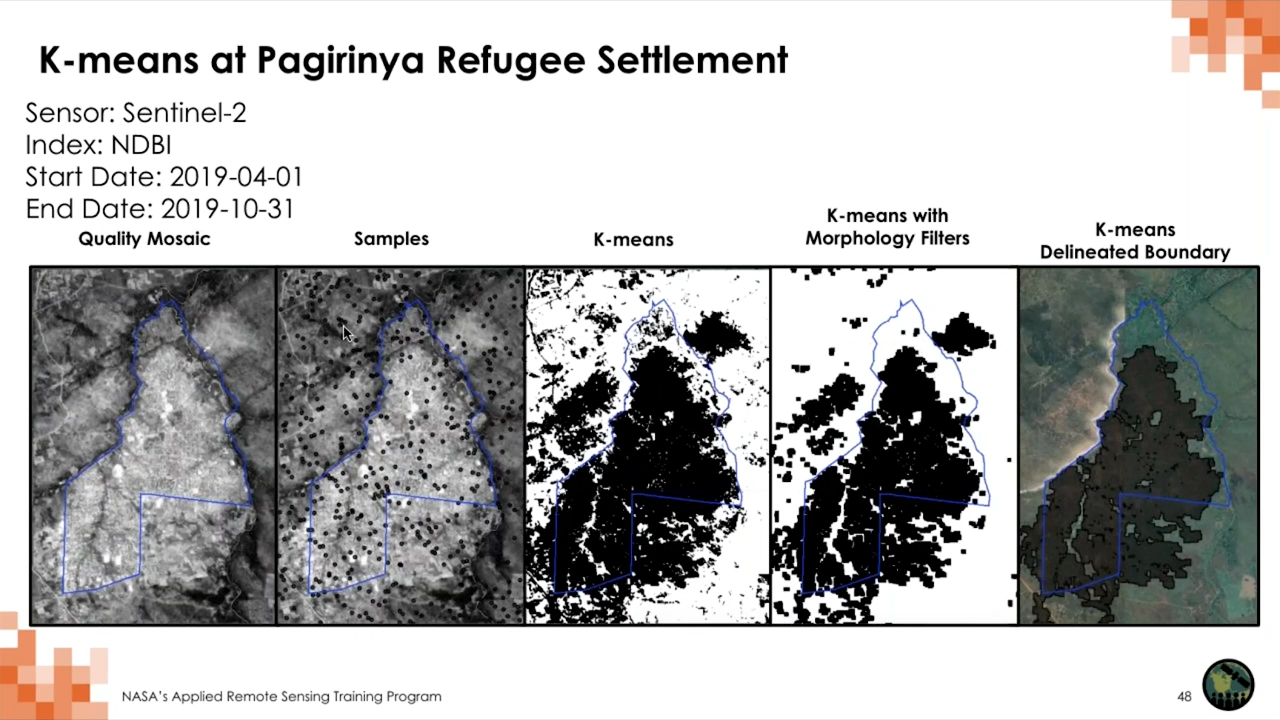 K-means at Pagirinya Refugee Settlement
Sensor: Sentinel-2
Index: NDBI
Start Date: 2019-04-01
End Date: 2019-10-31
Quality Mosaic
Samples
K-means
K-means with
Morphology Filters
K-means
Delineated Boundary
NASA's Applied Remote Sensing Training Program
48